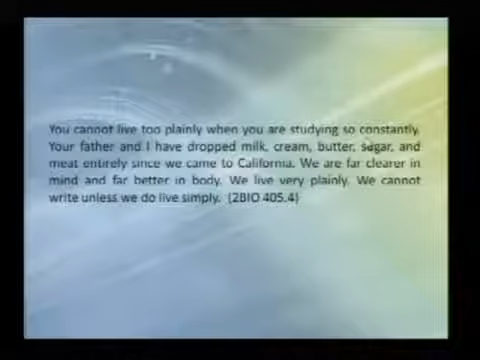 You cannot live too plainly when you are studying so constantly.
Your father and I have dropped milk, cream, butter, sugar, and
meat entirely since we came to California. We are far clearer in
mind and far better in body. We live very plainly. We cannot
write unless we do live simply. (2BIO 405.4)